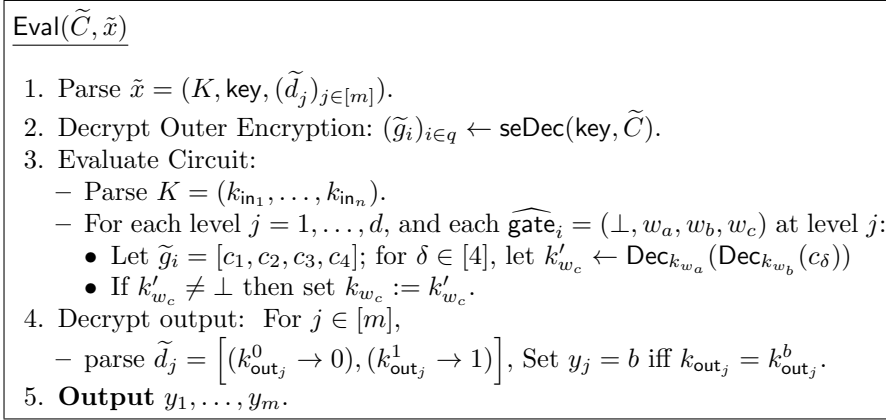 Eval(C̃, x̃)
1. Parse x̃ = (K, key, (d̃_j)_{j∈[m]}).
2. Decrypt Outer Encryption: (g̃_i)_{i∈q} ← seDec(key, C̃).
3. Evaluate Circuit:
– Parse K = (k_{in_1}, . . . , k_{in_n}).
– For each level j = 1, . . . , d, and each \widehat{gate}_i = (⊥, w_a, w_b, w_c) at level j:
• Let g̃_i = [c_1, c_2, c_3, c_4]; for δ ∈ [4], let k'_{w_c} ← Dec_{k_{w_a}}(Dec_{k_{w_b}}(c_δ))
• If k'_{w_c} ≠ ⊥ then set k_{w_c} := k'_{w_c}.
4. Decrypt output: For j ∈ [m],
– parse d̃_j = [(k^0_{out_j} → 0), (k^1_{out_j} → 1)], Set y_j = b iff k_{out_j} = k^b_{out_j}.
5. Output y_1, . . . , y_m.